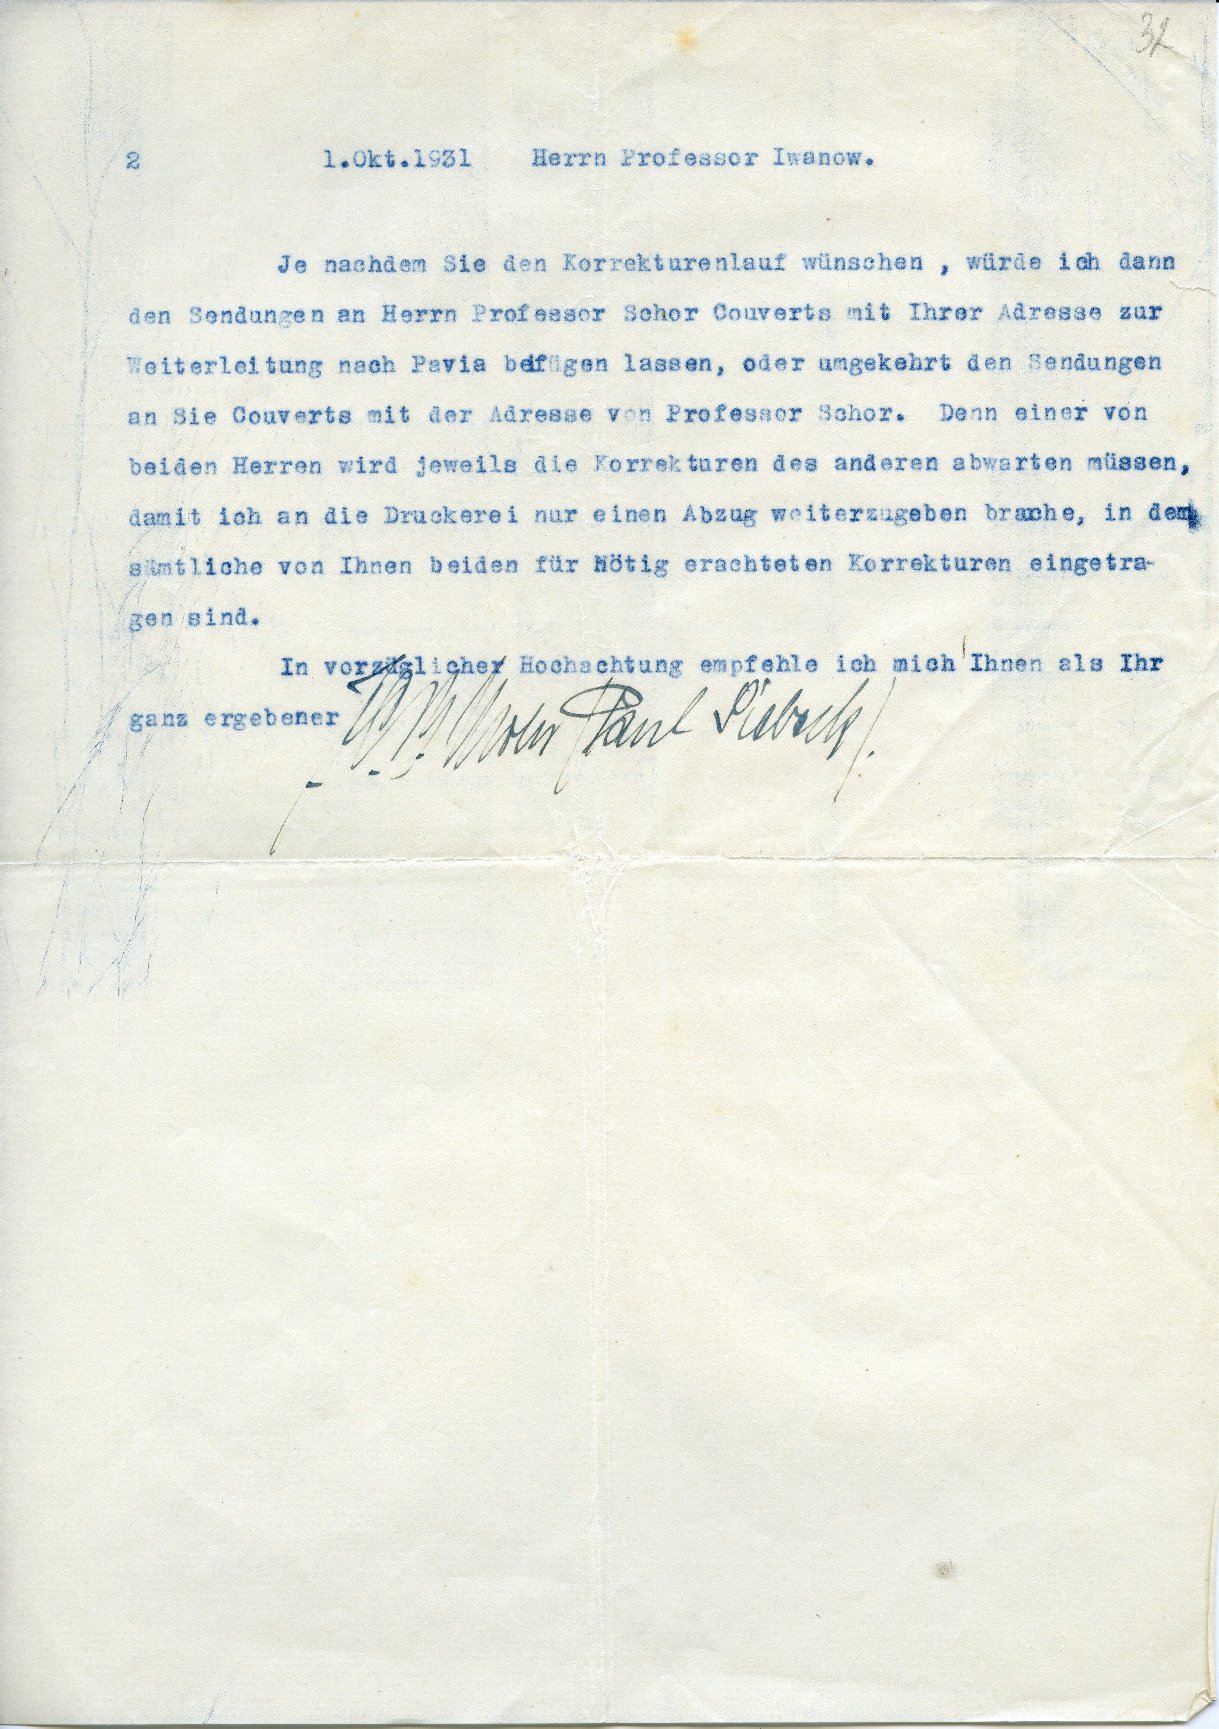 32
2 1.Okt.1931 Herrn Professor Iwanow.
Je nachdem Sie den Korrekturenlauf wünschen , würde ich dann
den Sendungen an Herrn Professor Schor Couverts mit Ihrer Adresse zur
Weiterleitung nach Pavia beifügen lassen, oder umgekehrt den Sendungen
an Sie Couverts mit der Adresse von Professor Schor. Denn einer von
beiden Herren wird jeweils die Korrekturen des anderen abwarten müssen,
damit ich an die Druckerei nur einen Abzug weiterzugeben brauche, in dem
sämtliche von Ihnen beiden für Nötig erachteten Korrekturen eingetra-
gen sind.
In vorzüglicher Hochachtung empfehle ich mich Ihnen als Ihr
ganz ergebener
Mohr (Paul Siebeck).